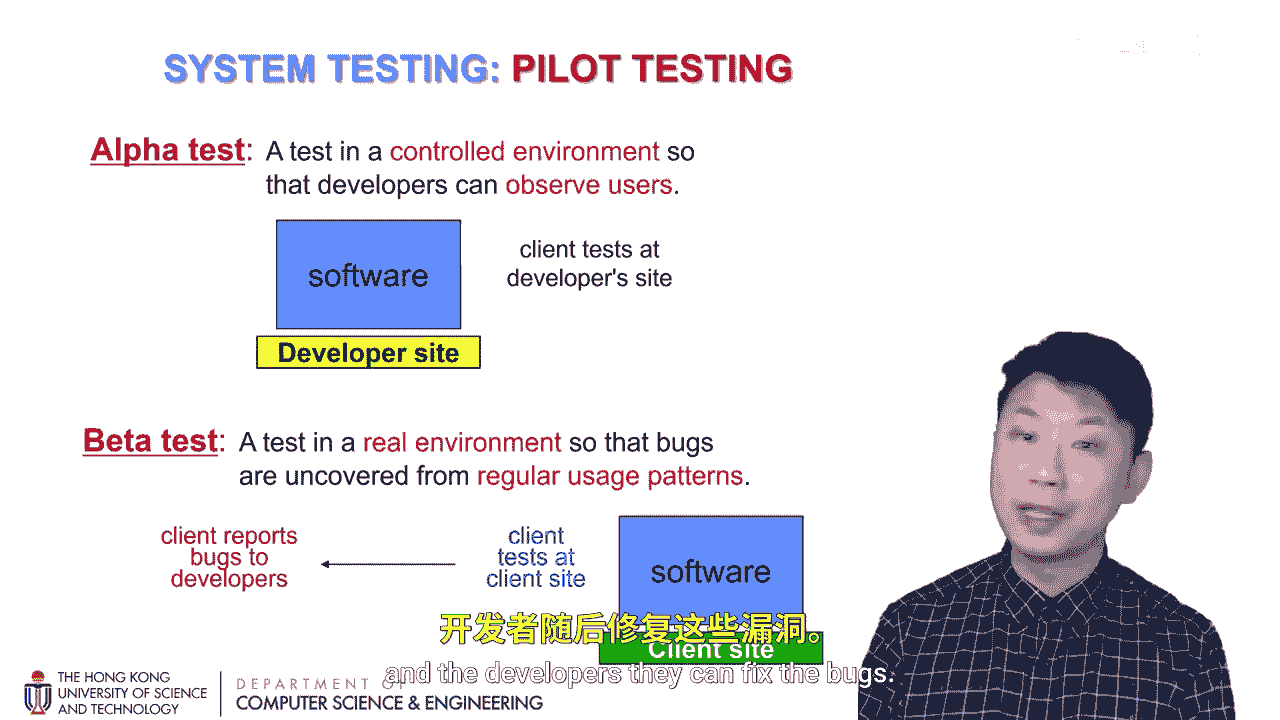 SYSTEM TESTING: PILOT TESTING
Alpha test: A test in a controlled environment so
that developers can observe users.
software
client tests at
developer's site
Developer site
Beta test: A test in a real environment so that bugs
are uncovered from regular usage patterns.
client reports
bugs to
developers
client
tests at
client site
software
Client site
开发者随后修复这些漏洞。
and the developers they can fix the bugs.
THE HONG KONG
UNIVERSITY OF SCIENCE
AND TECHNOLOGY
DEPARTMENT OF
COMPUTER SCIENCE & ENGINEERING